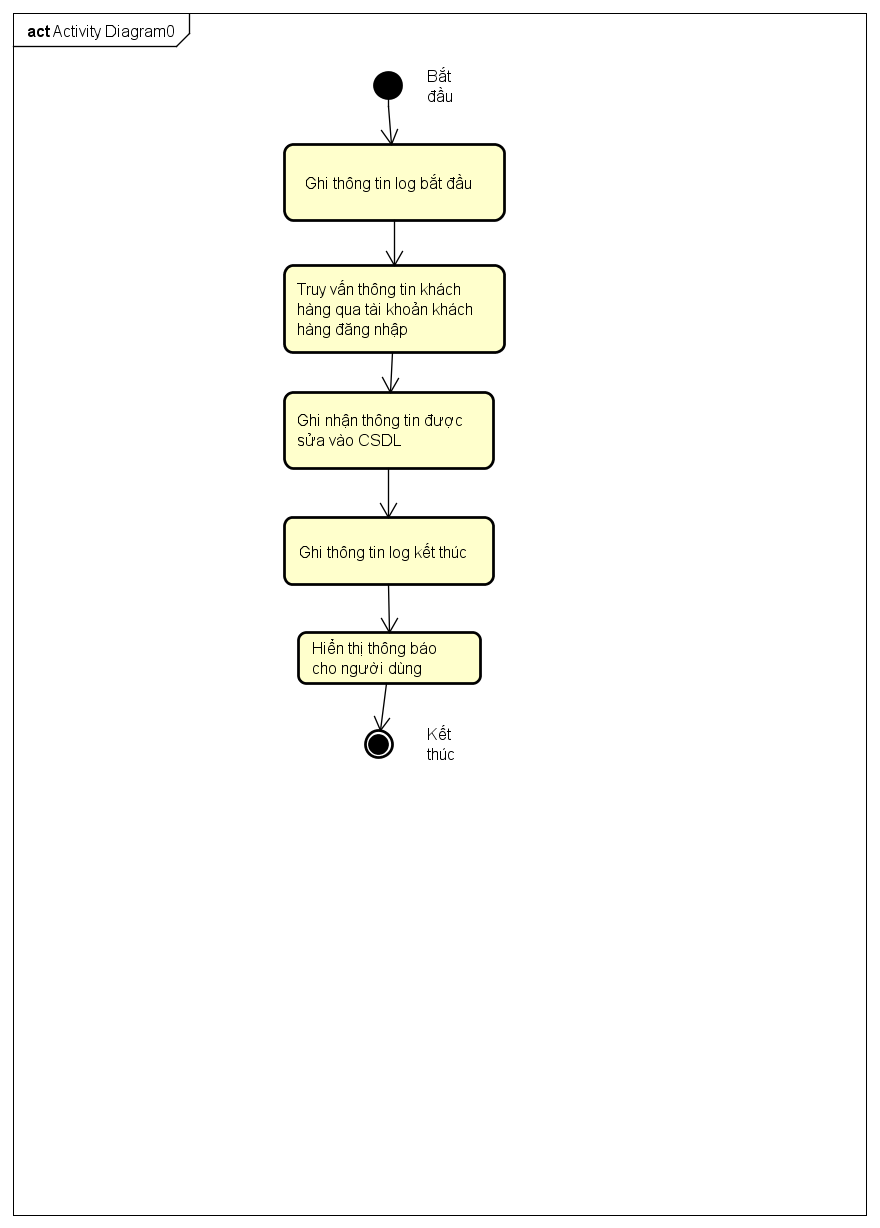 act Activity Diagram0
Bắt
đầu
Ghi thông tin log bắt đầu
Truy vấn thông tin khách
hàng qua tài khoản khách
hàng đăng nhập
Ghi nhận thông tin được
sửa vào CSDL
Ghi thông tin log kết thúc
Hiển thị thông báo
cho người dùng
Kết
thúc